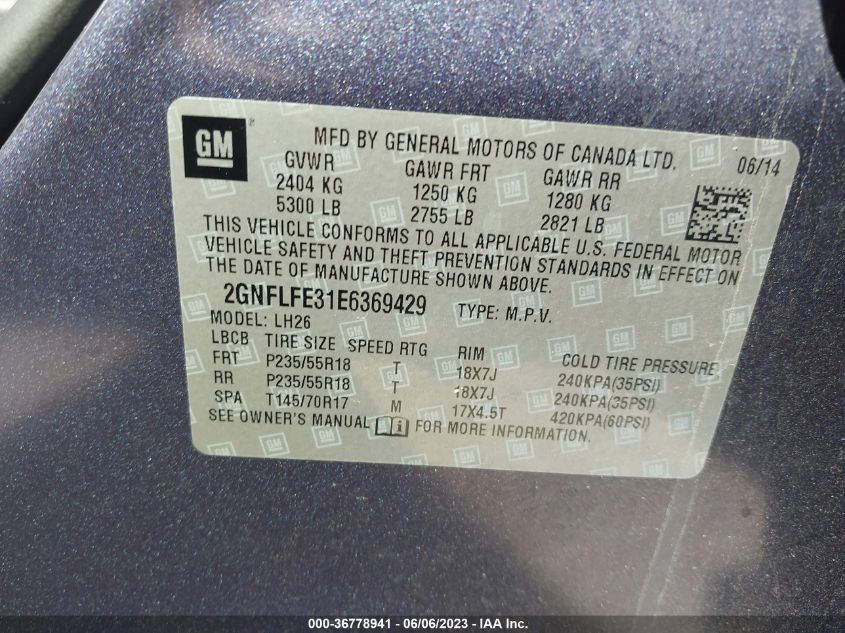 GM
MFD BY GENERAL MOTORS OF CANADA LTD.
06/14
GVWR GAWR FRT GAWR RR
2404 KG 1250 KG 1280 KG
5300 LB 2755 LB 2821 LB
THIS VEHICLE CONFORMS TO ALL APPLICABLE U.S. FEDERAL MOTOR
VEHICLE SAFETY AND THEFT PREVENTION STANDARDS IN EFFECT ON
THE DATE OF MANUFACTURE SHOWN ABOVE.
2GNFLFE31E6369429 TYPE: M.P.V.
MODEL: LH26
LBCB TIRE SIZE SPEED RTG RIM COLD TIRE PRESSURE
FRT P235/55R18 T 18X7J 240KPA(35PSI)
RR P235/55R18 T 18X7J 240KPA(35PSI)
SPA T145/70R17 M 17X4.5T 420KPA(60PSI)
SEE OWNER'S MANUAL FOR MORE INFORMATION.
000-36778941 - 06/06/2023 - IAA Inc.